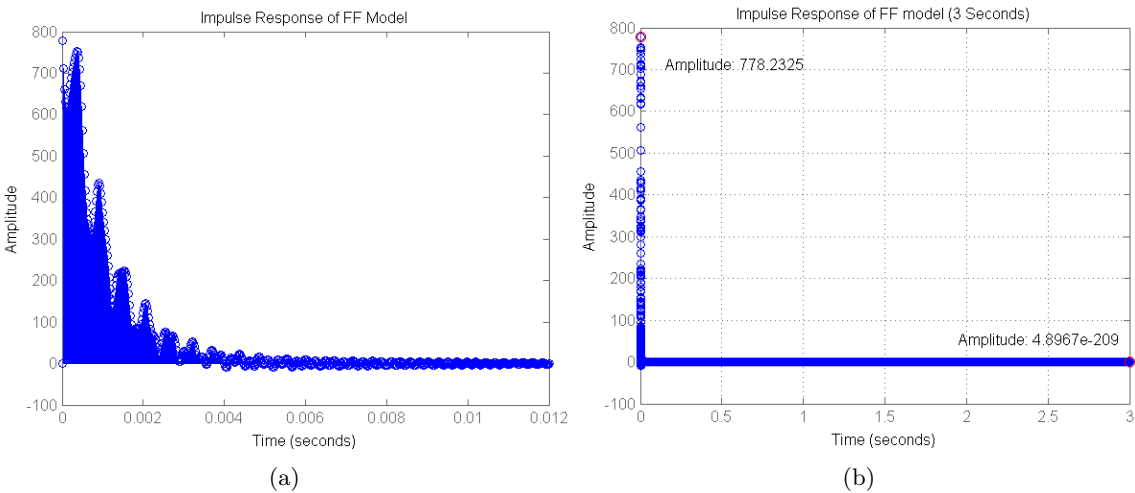 Impulse Response of FF Model
800
700
600
500
400
300
200
100
0
-100
0 0.002 0.004 0.006 0.008 0.01 0.012
Amplitude
Time (seconds)
(a)
Impulse Response of FF model (3 Seconds)
800
700
600
500
400
300
200
100
0
-100
0 0.5 1 1.5 2 2.5 3
Amplitude
Amplitude: 778.2325
Amplitude: 4.8967e-209
Time (seconds)
(b)